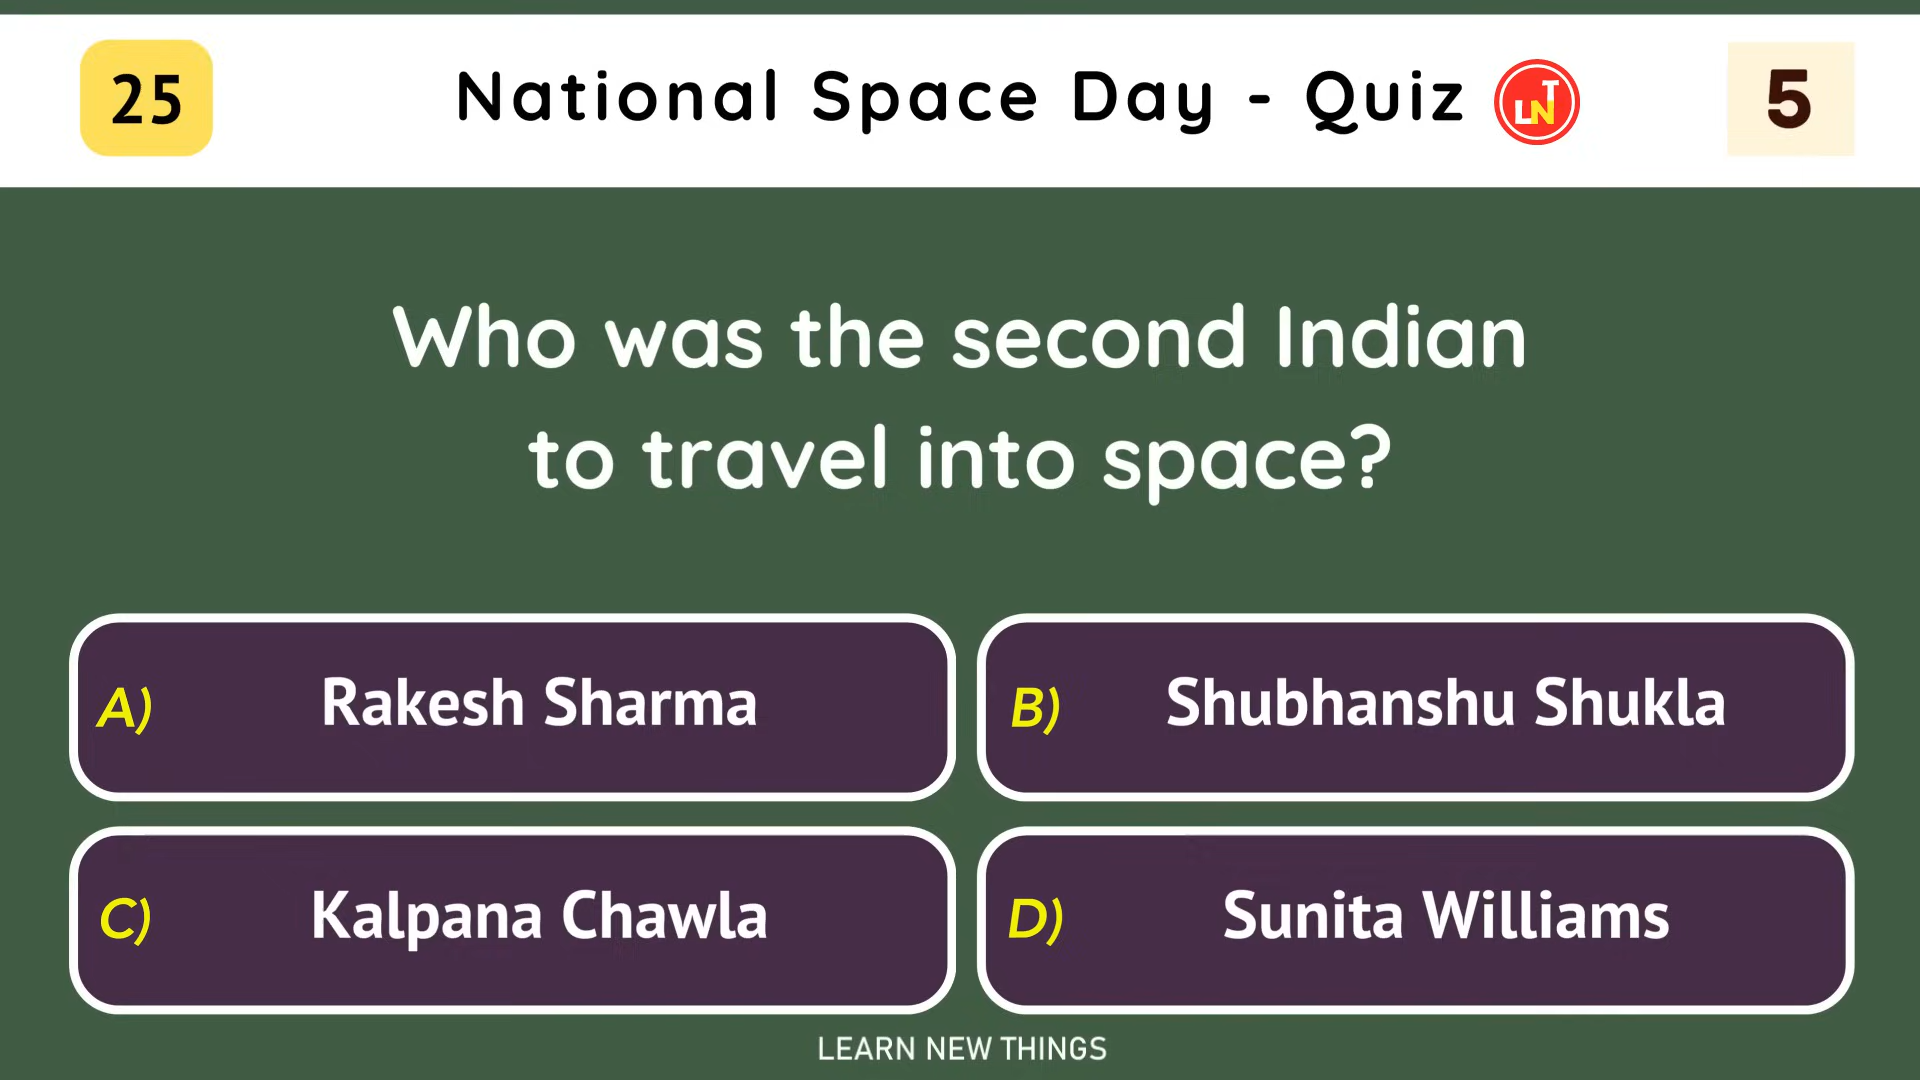 25
National Space Day - Quiz
LNT
5
Who was the second Indian
to travel into space?
A) Rakesh Sharma
B) Shubhanshu Shukla
C) Kalpana Chawla
D) Sunita Williams
LEARN NEW THINGS